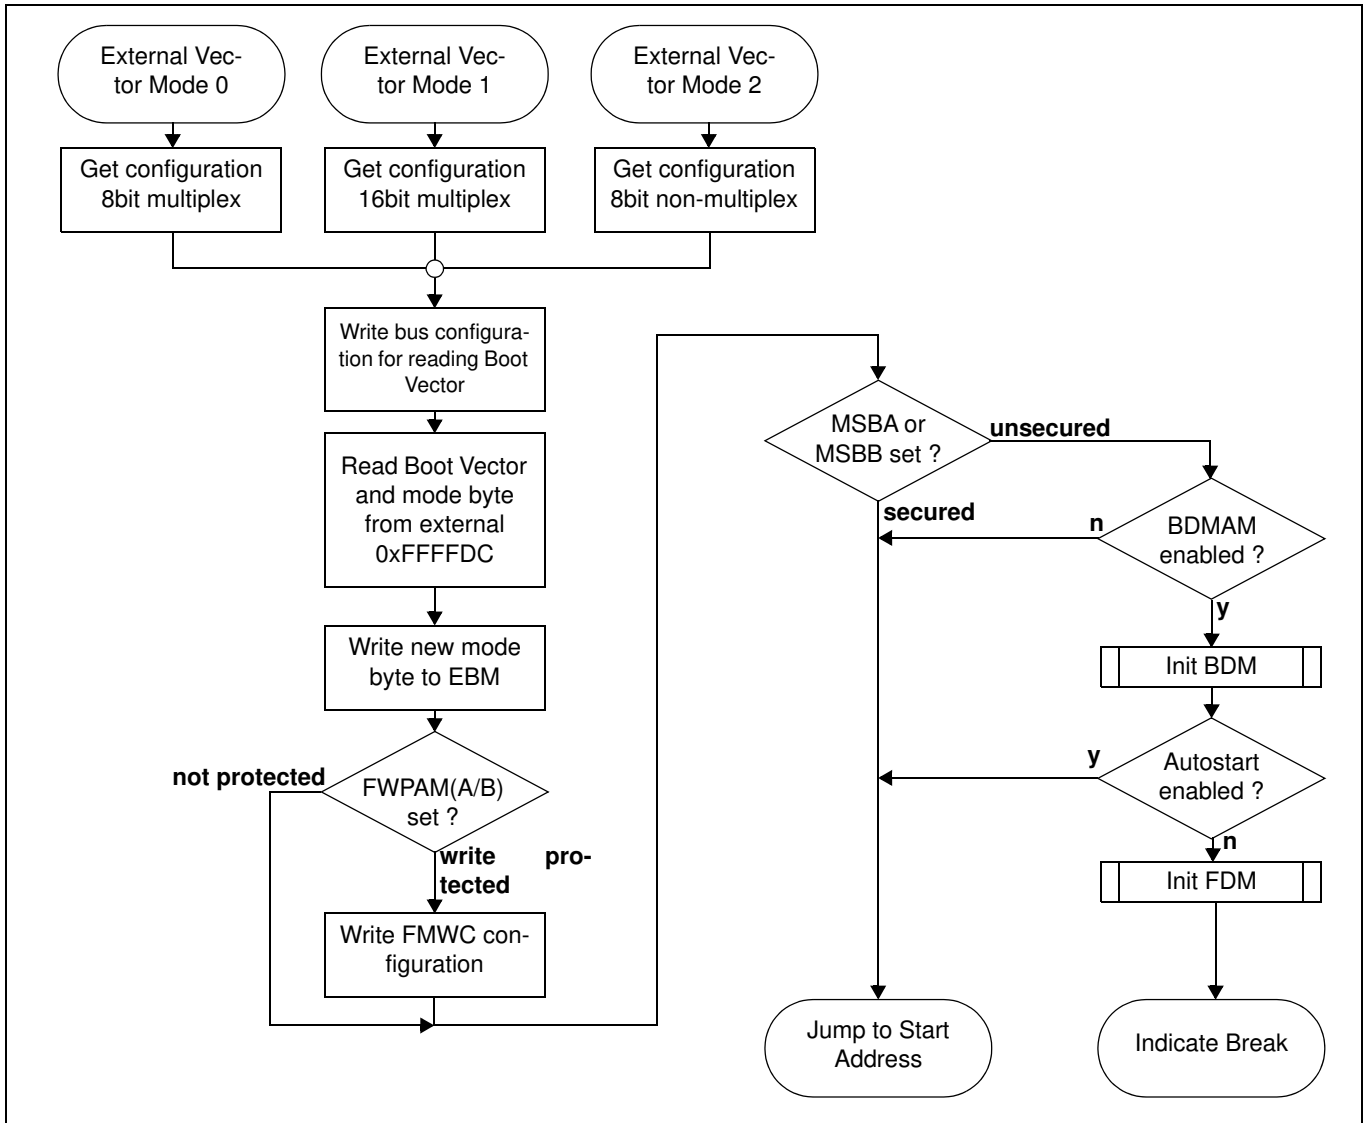 External Vec-
tor Mode 0
External Vec-
tor Mode 1
External Vec-
tor Mode 2
Get configuration
8bit multiplex
Get configuration
16bit multiplex
Get configuration
8bit non-multiplex
Write bus configura-
tion for reading Boot
Vector
Read Boot Vector
and mode byte
from external
0xFFFFDC
Write new mode
byte to EBM
not protected
FWPAM(A/B)
set ?
write pro-
tected
Write FMWC con-
figuration
MSBA or
MSBB set ?
unsecured
secured
n
BDMAM
enabled ?
y
Init BDM
y
Autostart
enabled ?
n
Init FDM
Jump to Start
Address
Indicate Break